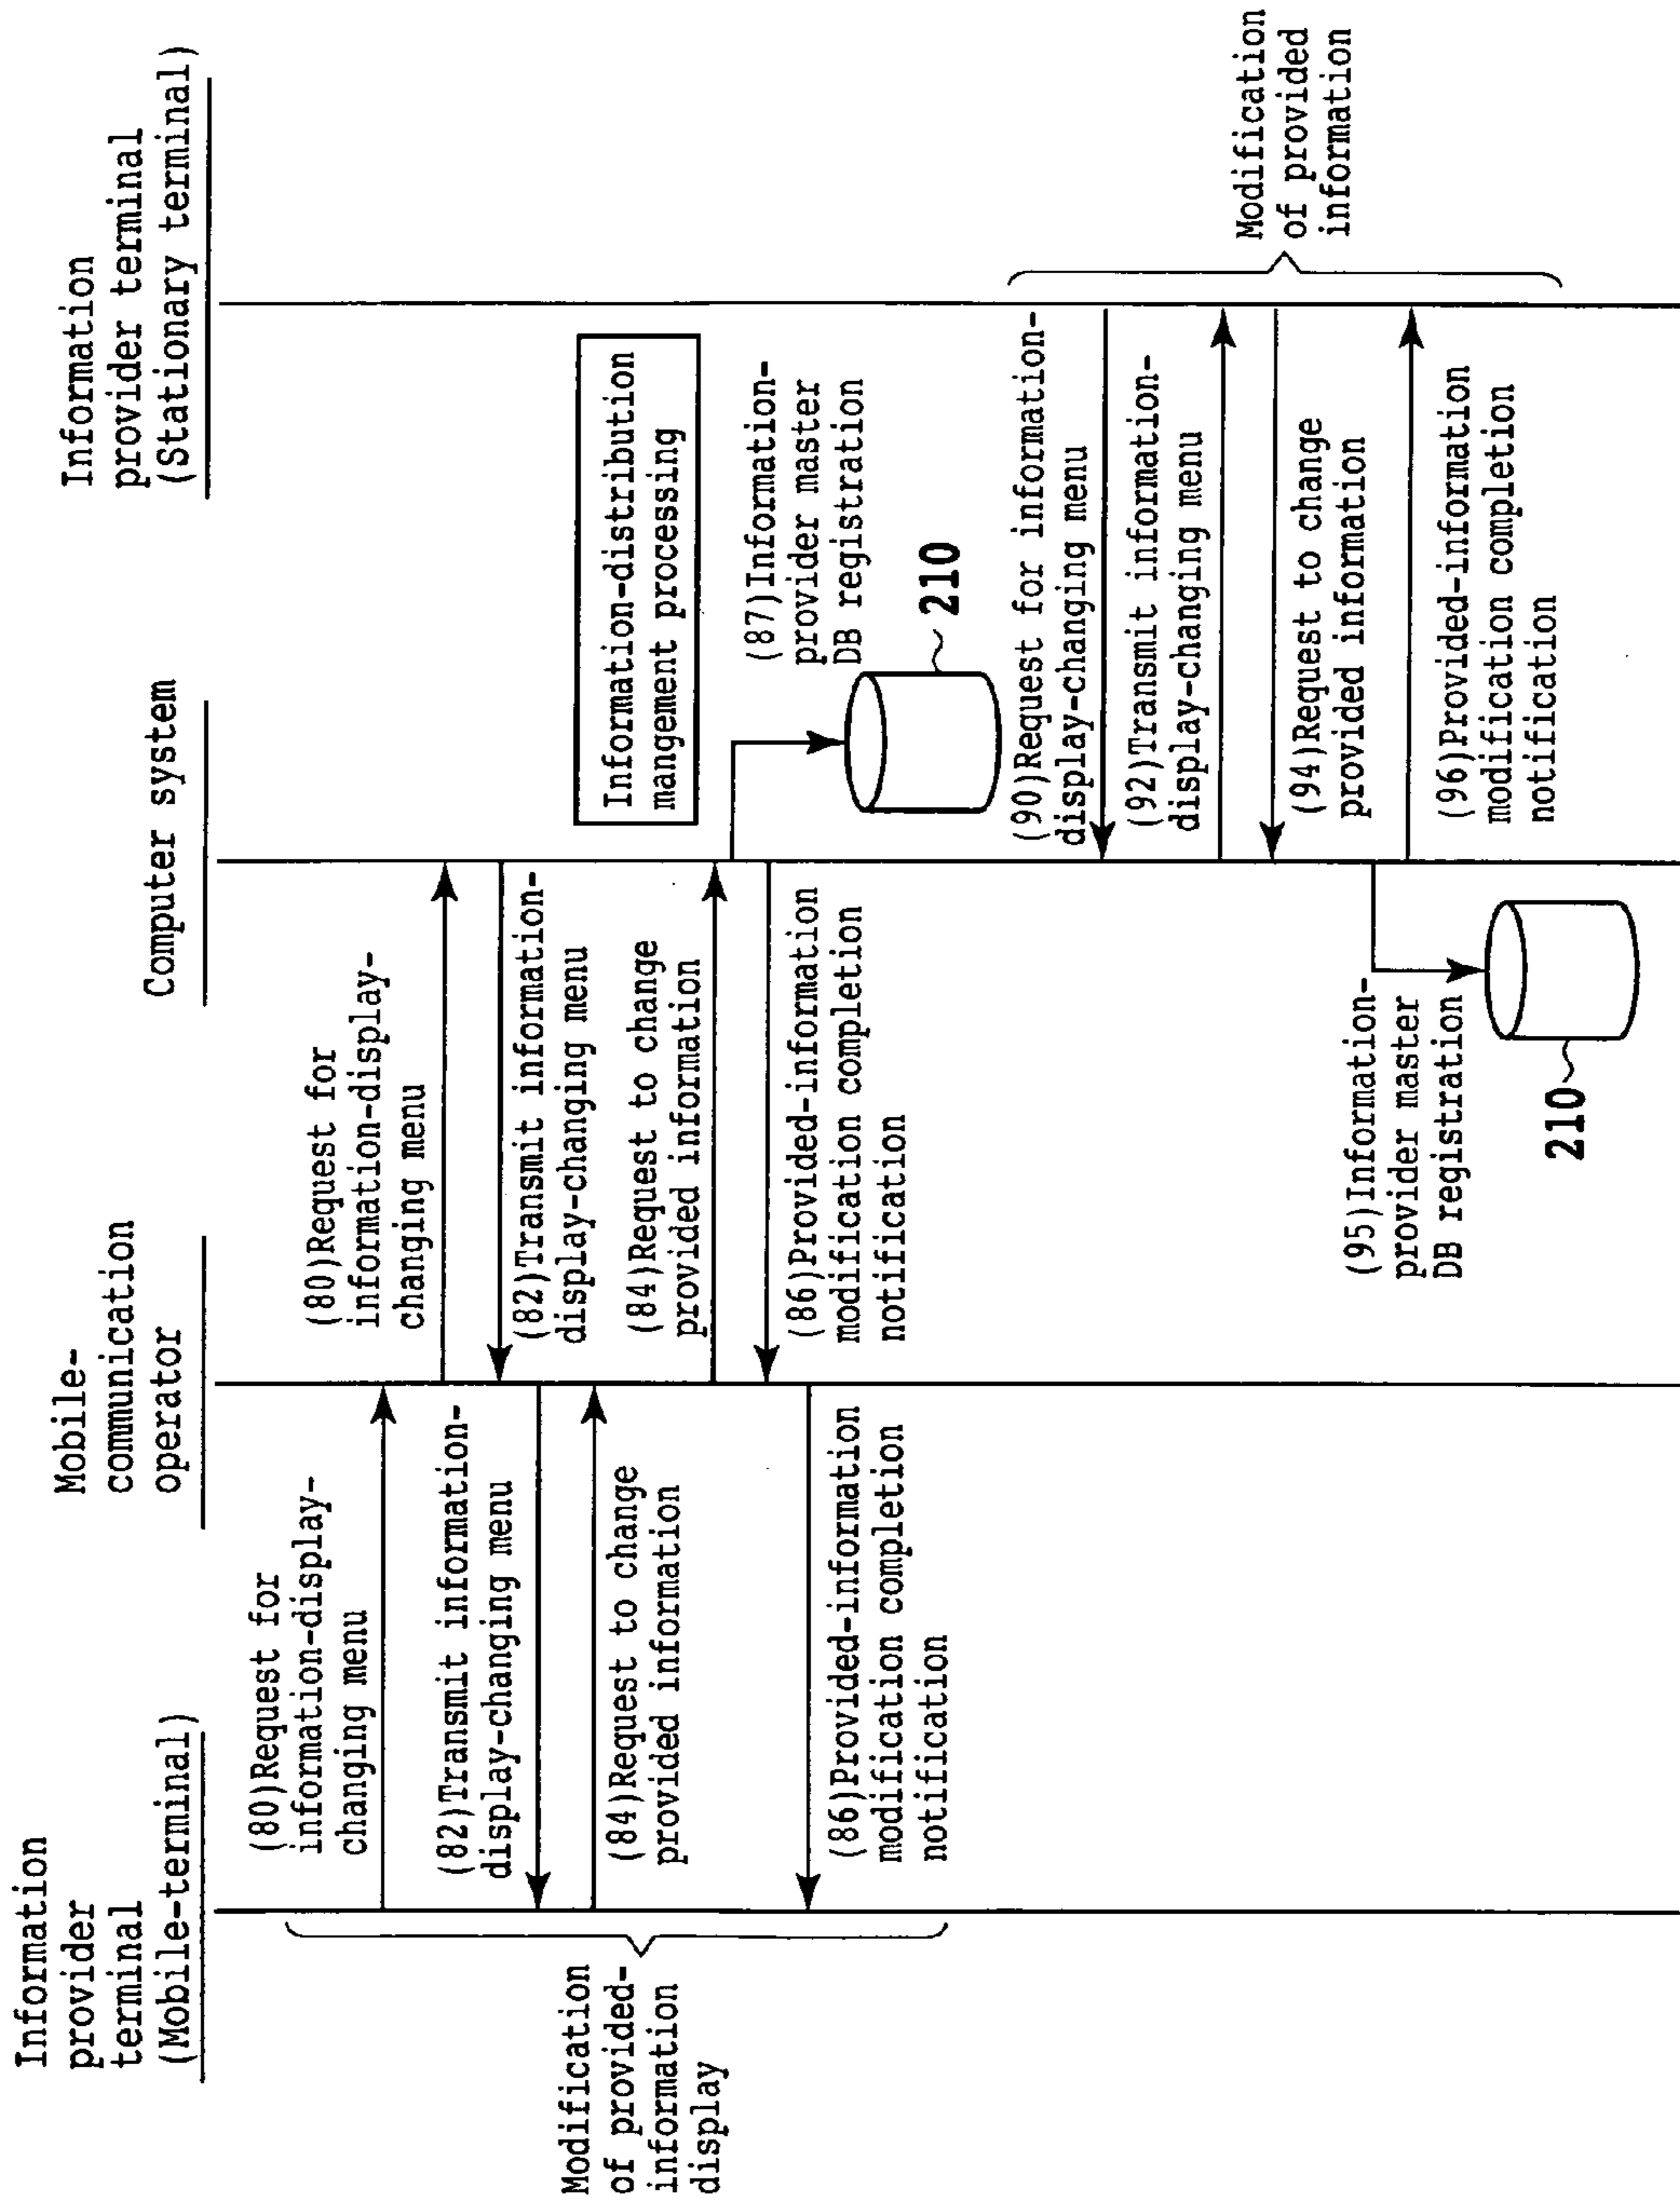 Information
provider
terminal
(Mobile-terminal)
Mobile-
communication
operator
Computer system
Information
provider terminal
(Stationary terminal)
(80)Request for
information-display-
changing menu
(80)Request for
information-display-
changing menu
(82)Transmit information-
display-changing menu
(82)Transmit information-
display-changing menu
(84)Request to change
provided information
(84)Request to change
provided information
Information-distribution
mangement processing
(87)Information-
provider master
DB registration
210
(86)Provided-information
modification completion
notification
(86)Provided-information
modification completion
notification
Modification
of provided-
information
display
(90)Request for information-
display-changing menu
(92)Transmit information-
display-changing menu
(94)Request to change
provided information
(95)Information-
provider master
DB registration
210
(96)Provided-information
modification completion
notification
Modification
of provided
information